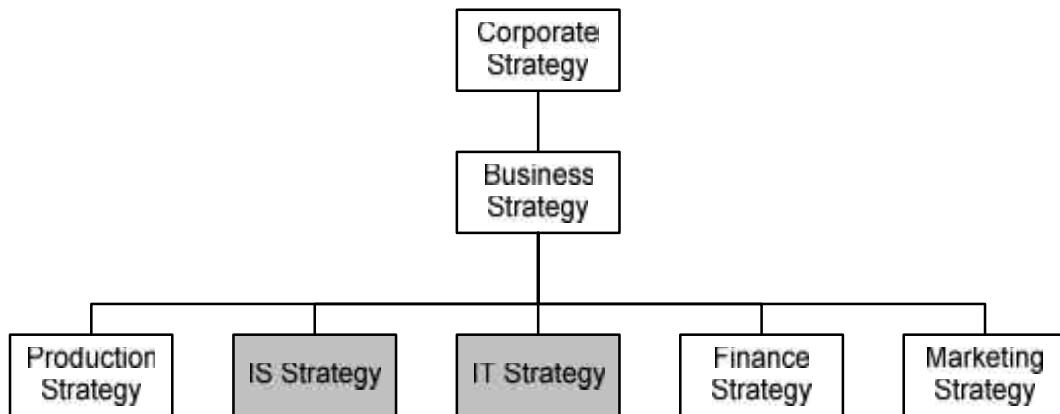 Corporate
Strategy
Business
Strategy
Production
Strategy
IS Strategy
IT Strategy
Finance
Strategy
Marketing
Strategy